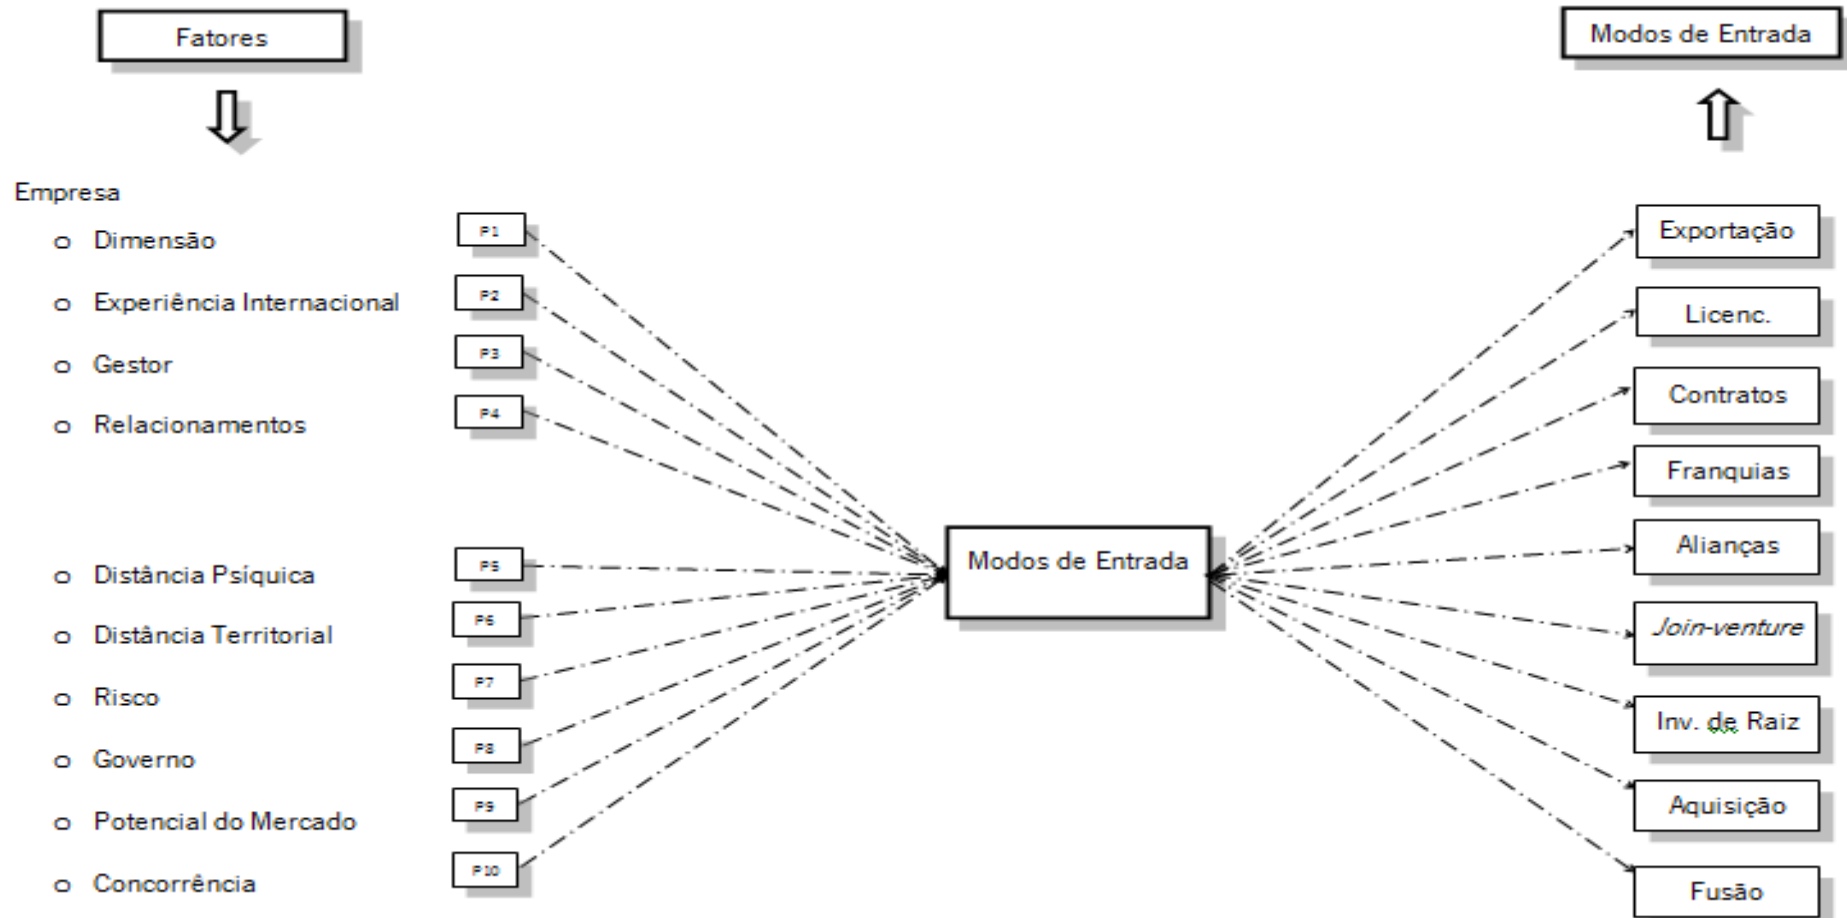 Fatores
Modos de Entrada
Empresa
o Dimensão
P1
o Experiência Internacional
P2
o Gestor
P3
o Relacionamentos
P4
o Distância Psíquica
P5
o Distância Territorial
P6
o Risco
P7
o Governo
P8
o Potencial do Mercado
P9
o Concorrência
P10
Modos de Entrada
Exportação
Licenc.
Contratos
Franquias
Alianças
Join-venture
Inv. de Raiz
Aquisição
Fusão